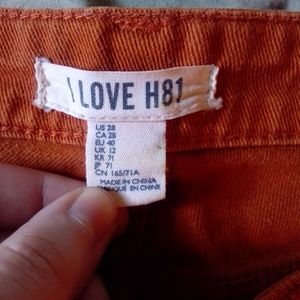 I LOVE H81
US 28
CA 28
EU 40
UK 12
KR 71
JP 71
CN 165/71A
MADE IN CHINA
FABRIQUÉ EN CHINE